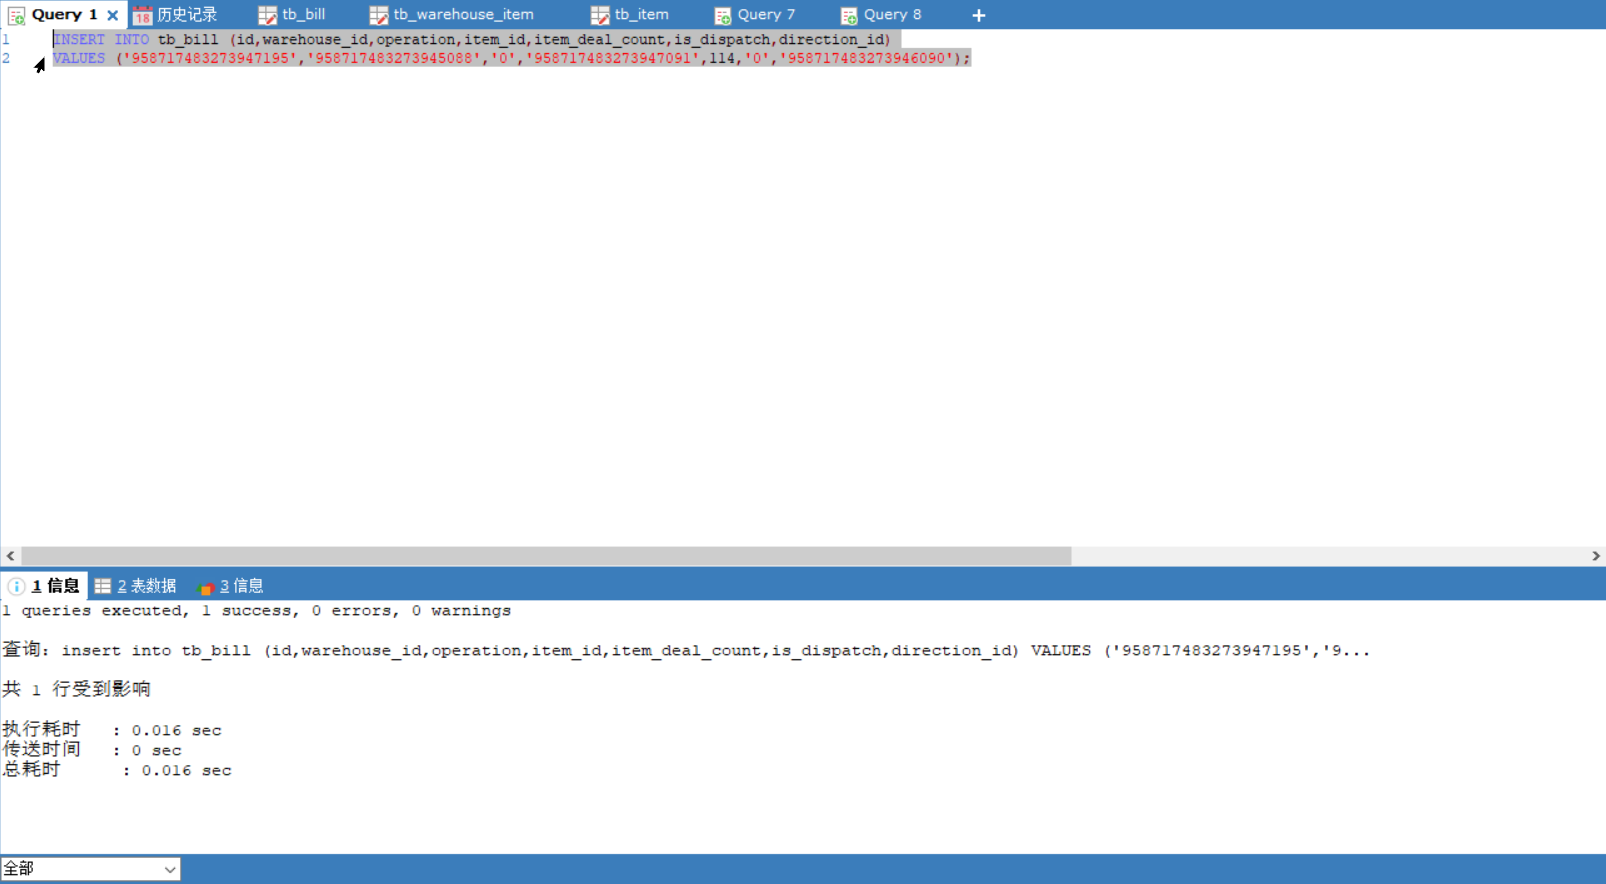 Query 1 历史记录 tb_bill tb_warehouse_item tb_item Query 7 Query 8
1 INSERT INTO tb_bill (id,warehouse_id,operation,item_id,item_deal_count,is_dispatch,direction_id)
2 VALUES ('958717483273947195','958717483273945088','0','958717483273947091',114,'0','958717483273946090');
1 信息 2 表数据 3 信息
1 queries executed, 1 success, 0 errors, 0 warnings
查询: insert into tb_bill (id,warehouse_id,operation,item_id,item_deal_count,is_dispatch,direction_id) VALUES ('958717483273947195','9...
共 1 行受到影响
执行耗时 : 0.016 sec
传送时间 : 0 sec
总耗时 : 0.016 sec
全部